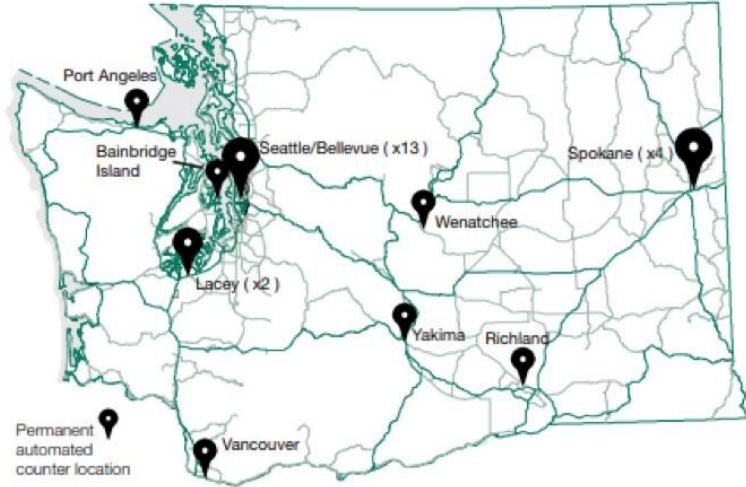 Port Angeles
Bainbridge
Island
Seattle/Bellevue ( x13 )
Spokane ( x4 )
Wenatchee
Lacey ( x2 )
Yakima
Richland
Vancouver
Permanent
automated
counter location